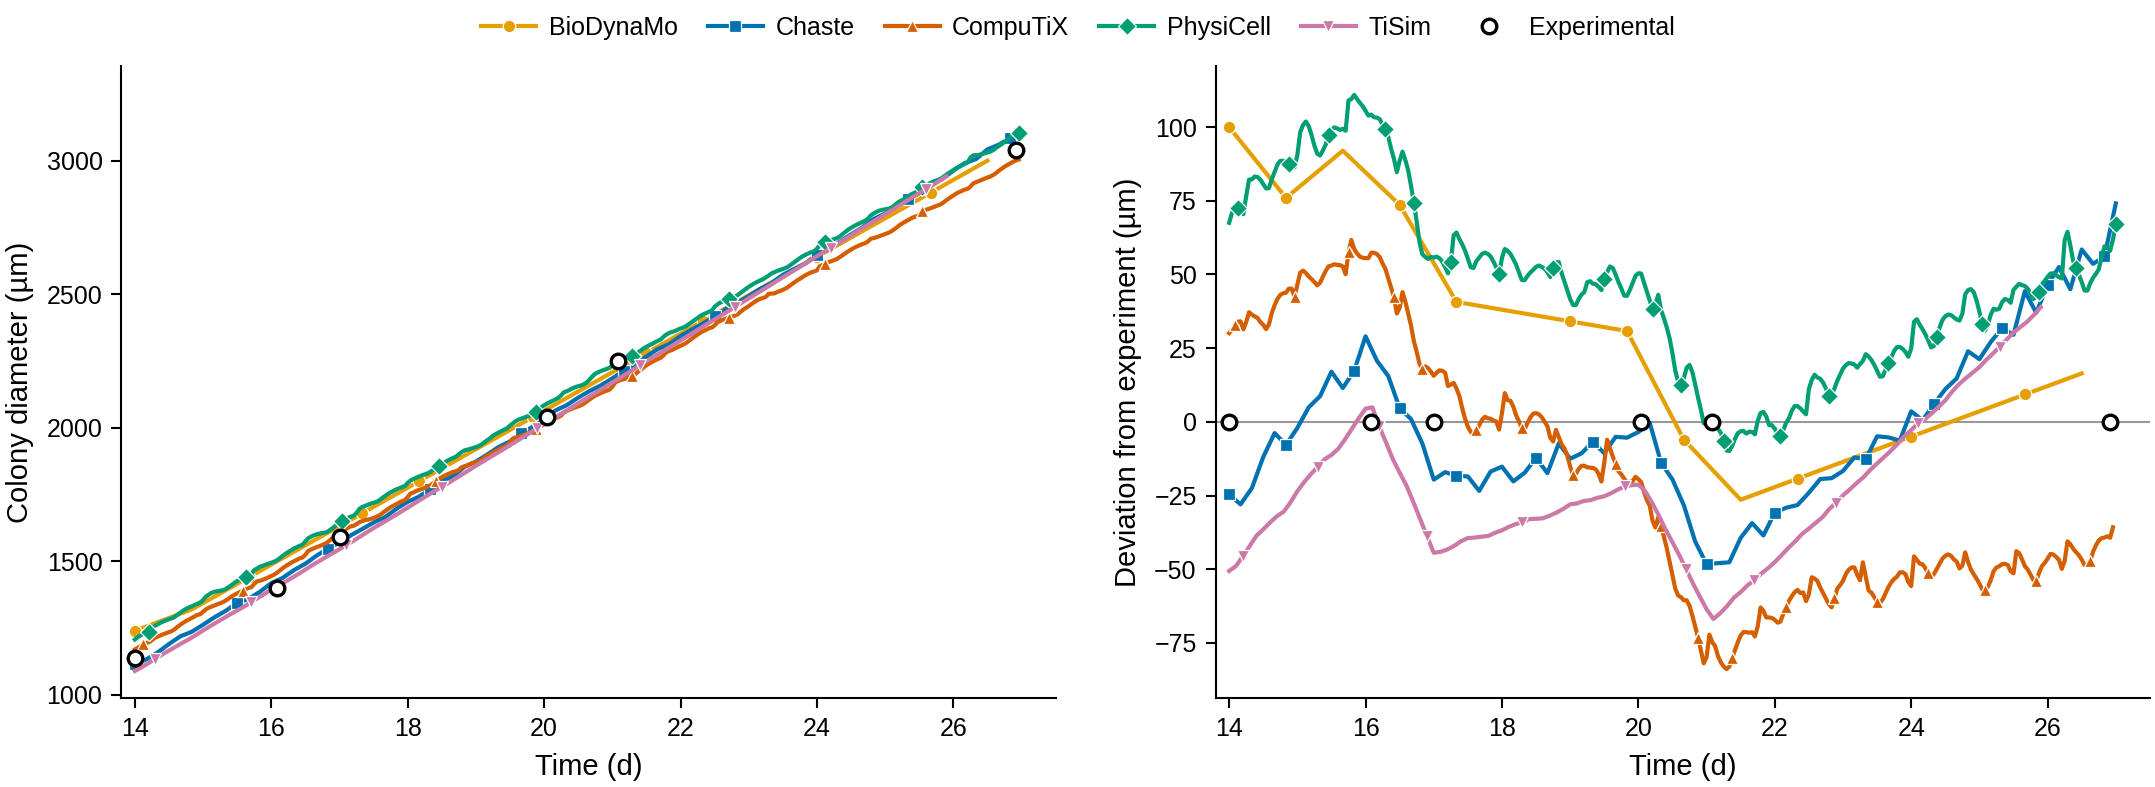 BioDynaMo Chaste CompuTiX PhysiCell TiSim Experimental
Colony diameter (µm)
3000
2500
2000
1500
1000
14 16 18 20 22 24 26
Time (d)
Deviation from experiment (µm)
100
75
50
25
0
−25
−50
−75
14 16 18 20 22 24 26
Time (d)